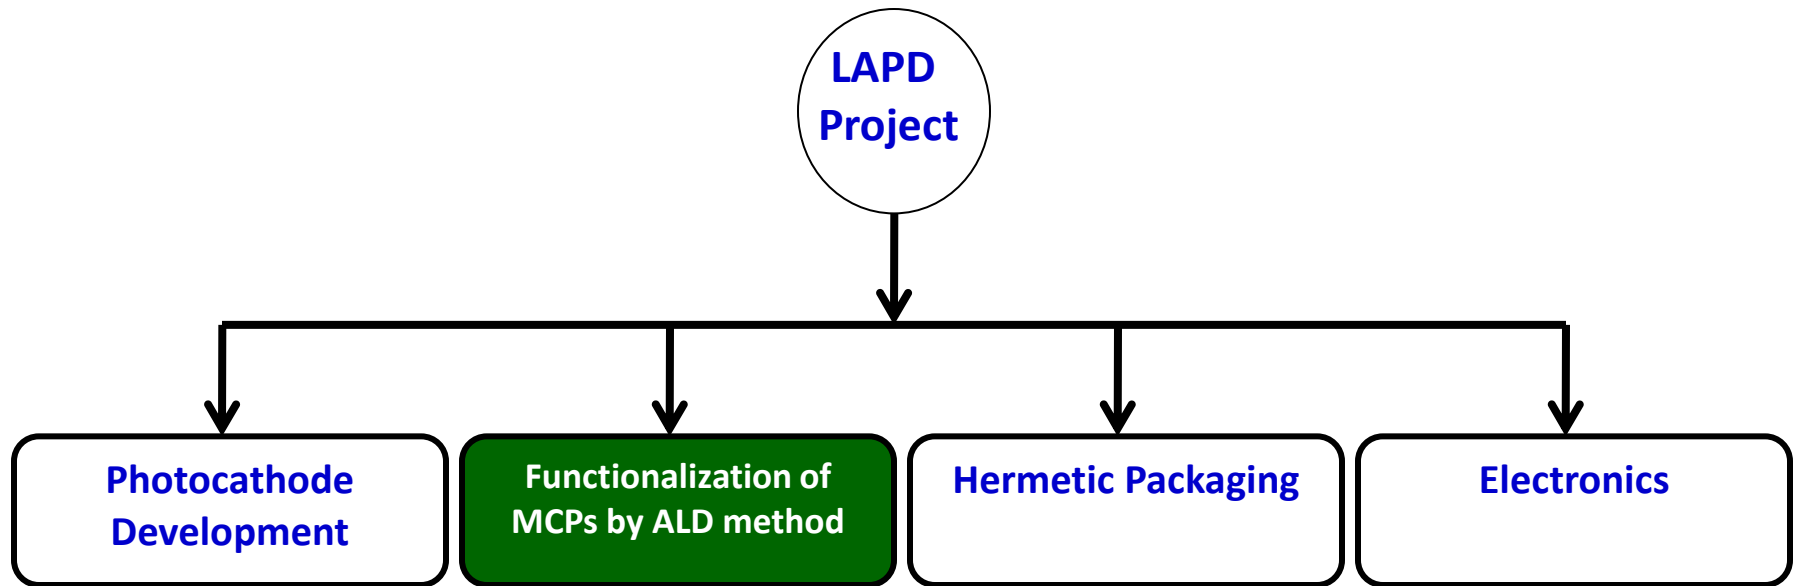 LAPD
Project
Photocathode
Development
Functionalization of
MCPs by ALD method
Hermetic Packaging
Electronics